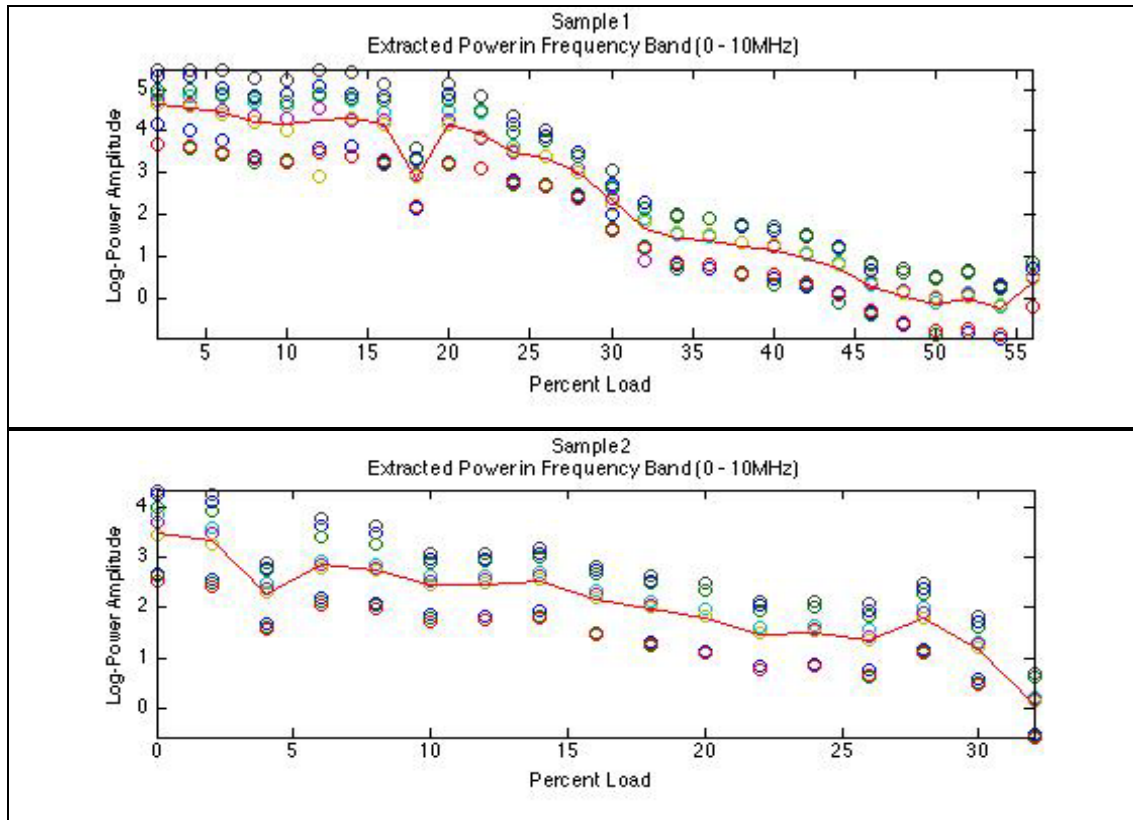 Sample1
Extracted Power in Frequency Band (0 - 10MHz)
Log-Power Amplitude
5
4
3
2
1
0
5 10 15 20 25 30 35 40 45 50 55
Percent Load
Sample2
Extracted Power in Frequency Band (0 - 10MHz)
Log-Power Amplitude
4
3
2
1
0
0 5 10 15 20 25 30
Percent Load